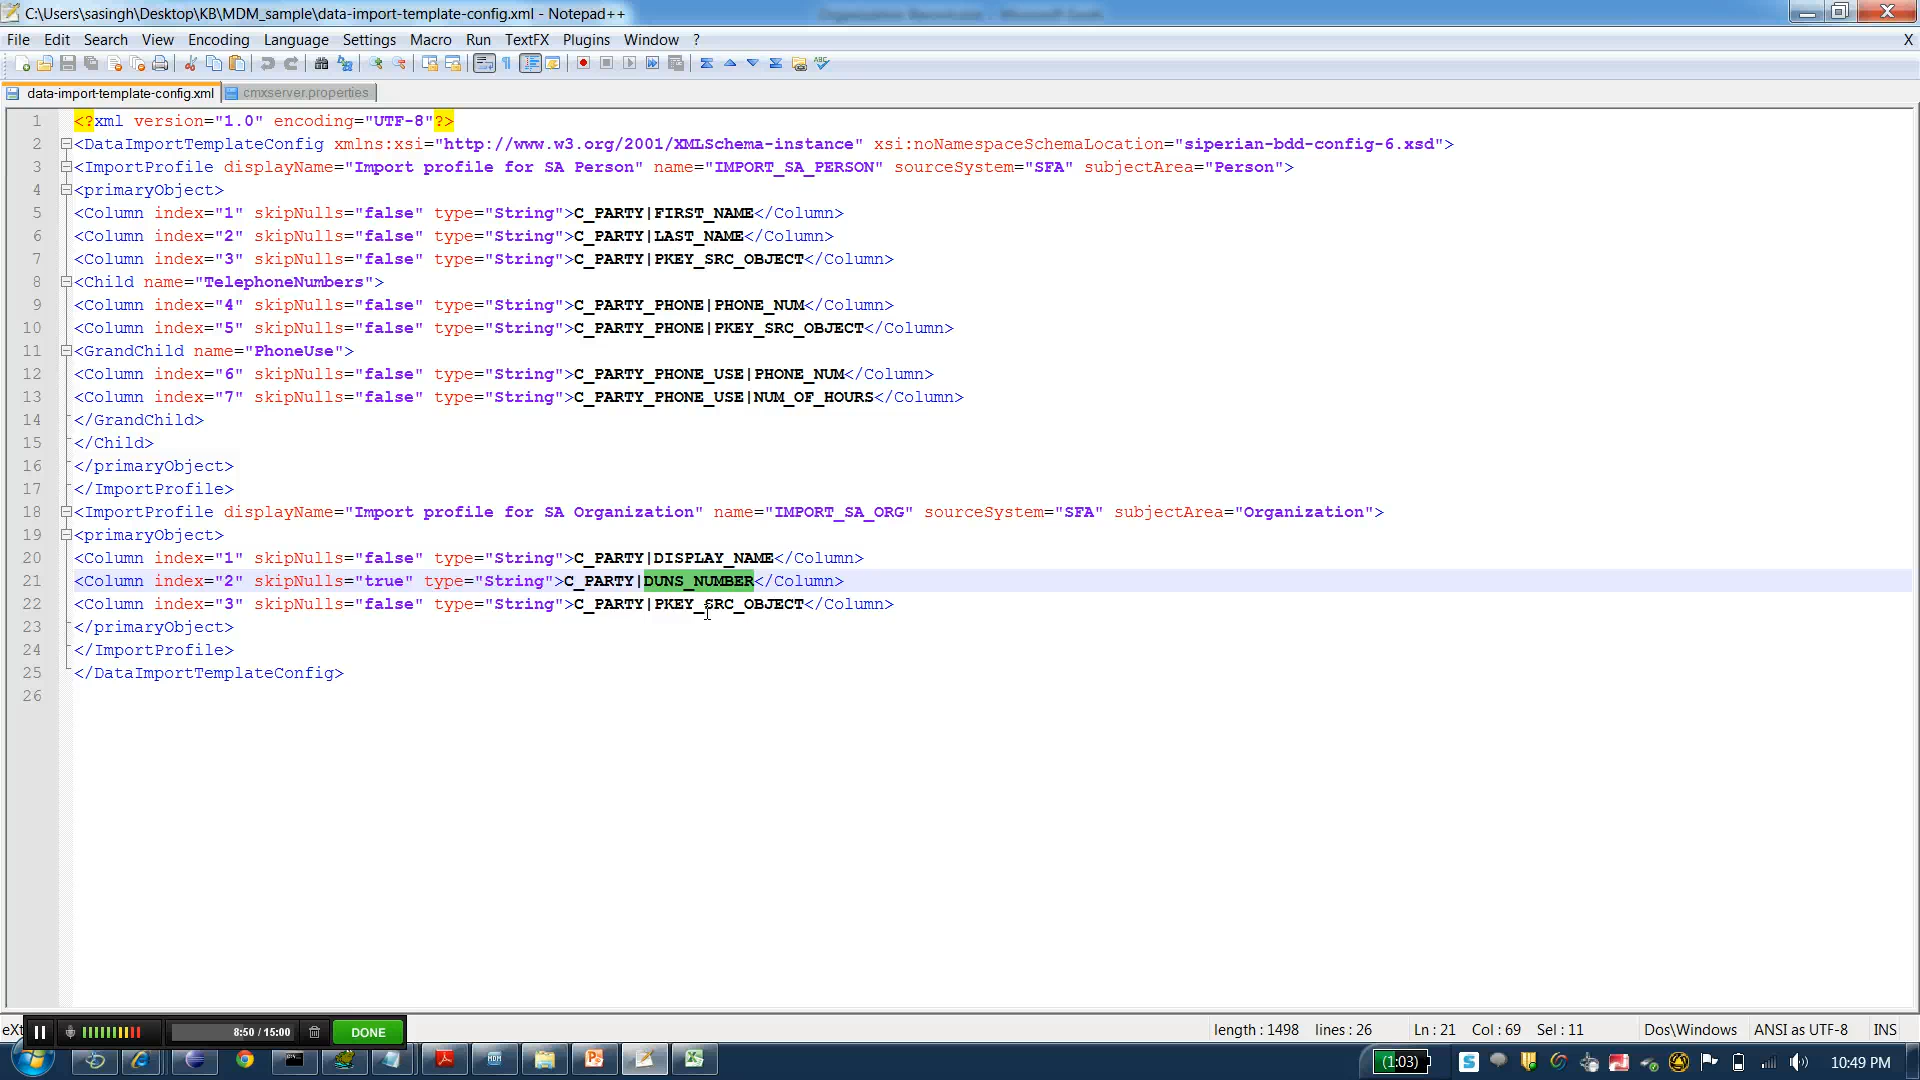 C:\Users\sasingh\Desktop\KB\MDM_sample\data-import-template-config.xml - Notepad++
File Edit Search View Encoding Language Settings Macro Run TextFX Plugins Window ? X
data-import-template-config.xml cmxserver.properties
1 <?xml version="1.0" encoding="UTF-8"?>
2 <DataImportTemplateConfig xmlns:xsi="http://www.w3.org/2001/XMLSchema-instance" xsi:noNamespaceSchemaLocation="siperian-bdd-config-6.xsd">
3 <ImportProfile displayName="Import profile for SA Person" name="IMPORT_SA_PERSON" sourceSystem="SFA" subjectArea="Person">
4 <primaryObject>
5 <Column index="1" skipNulls="false" type="String">C_PARTY|FIRST_NAME</Column>
6 <Column index="2" skipNulls="false" type="String">C_PARTY|LAST_NAME</Column>
7 <Column index="3" skipNulls="false" type="String">C_PARTY|PKEY_SRC_OBJECT</Column>
8 <Child name="TelephoneNumbers">
9 <Column index="4" skipNulls="false" type="String">C_PARTY_PHONE|PHONE_NUM</Column>
10 <Column index="5" skipNulls="false" type="String">C_PARTY_PHONE|PKEY_SRC_OBJECT</Column>
11 <GrandChild name="PhoneUse">
12 <Column index="6" skipNulls="false" type="String">C_PARTY_PHONE_USE|PHONE_NUM</Column>
13 <Column index="7" skipNulls="false" type="String">C_PARTY_PHONE_USE|NUM_OF_HOURS</Column>
14 </GrandChild>
15 </Child>
16 </primaryObject>
17 </ImportProfile>
18 <ImportProfile displayName="Import profile for SA Organization" name="IMPORT_SA_ORG" sourceSystem="SFA" subjectArea="Organization">
19 <primaryObject>
20 <Column index="1" skipNulls="false" type="String">C_PARTY|DISPLAY_NAME</Column>
21 <Column index="2" skipNulls="true" type="String">C_PARTY|DUNS_NUMBER</Column>
22 <Column index="3" skipNulls="false" type="String">C_PARTY|PKEY_SRC_OBJECT</Column>
23 </primaryObject>
24 </ImportProfile>
25 </DataImportTemplateConfig>
26
eXt 8:50 / 15:00 DONE length : 1498 lines : 26 Ln : 21 Col : 69 Sel : 11 Dos\Windows ANSI as UTF-8 INS
(1:03) 10:49 PM